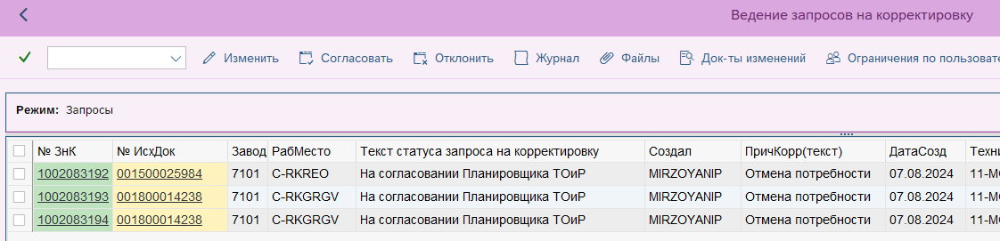 Ведение запросов на корректировку
Изменить Согласовать Отклонить Журнал Файлы Док-ты изменений Ограничения по пользовате
Режим: Запросы
№ ЗнК № ИсхДок Завод РабМесто Текст статуса запроса на корректировку Создал ПричКорр(текст) ДатаСозд Техни
1002083192 001500025984 7101 C-RKREO На согласовании Планировщика ТОиР MIRZOYANIP Отмена потребности 07.08.2024 11-МО
1002083193 001800014238 7101 C-RKGRGV На согласовании Планировщика ТОиР MIRZOYANIP Отмена потребности 07.08.2024 11-МО
1002083194 001800014238 7101 C-RKGRGV На согласовании Планировщика ТОиР MIRZOYANIP Отмена потребности 07.08.2024 11-МО